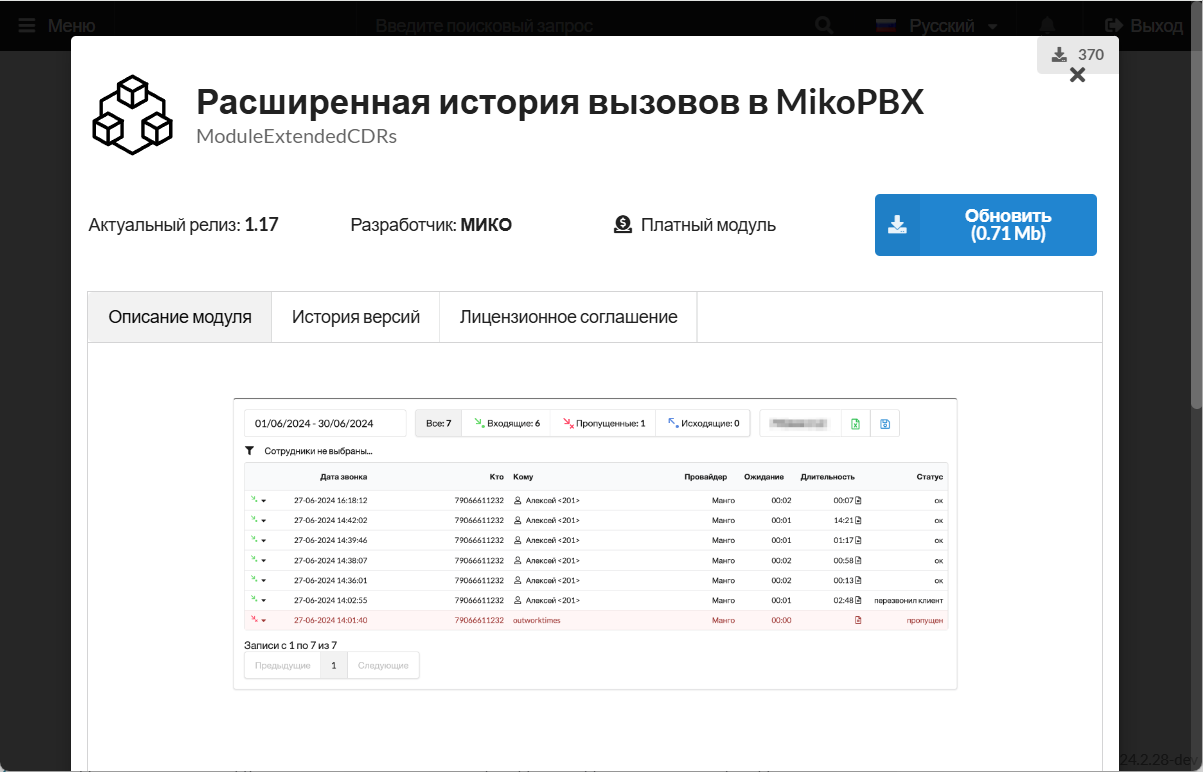 Меню Введите поисковый запрос Русский Выход
370
Расширенная история вызовов в MikoPBX
ModuleExtendedCDRs
Актуальный релиз: 1.17 Разработчик: МИКО Платный модуль Обновить
(0.71 Mb)
Описание модуля История версий Лицензионное соглашение
01/06/2024 - 30/06/2024 Все: 7 Входящие: 6 Пропущенные: 1 Исходящие: 0
Сотрудники не выбраны...
Дата звонка Кто Кому Провайдер Ожидание Длительность Статус
27-06-2024 16:18:12 79066611232 Алексей <201> Манго 00:02 00:07 ок
27-06-2024 14:42:02 79066611232 Алексей <201> Манго 00:01 14:21 ок
27-06-2024 14:39:46 79066611232 Алексей <201> Манго 00:01 01:17 ок
27-06-2024 14:38:07 79066611232 Алексей <201> Манго 00:02 00:58 ок
27-06-2024 14:36:01 79066611232 Алексей <201> Манго 00:02 00:13 ок
27-06-2024 14:02:55 79066611232 Алексей <201> Манго 00:01 02:48 перезвонил клиент
27-06-2024 14:01:40 79066611232 outworktimes Манго 00:00 пропущен
Записи с 1 по 7 из 7
Предыдущие 1 Следующие
24.2.28-dev